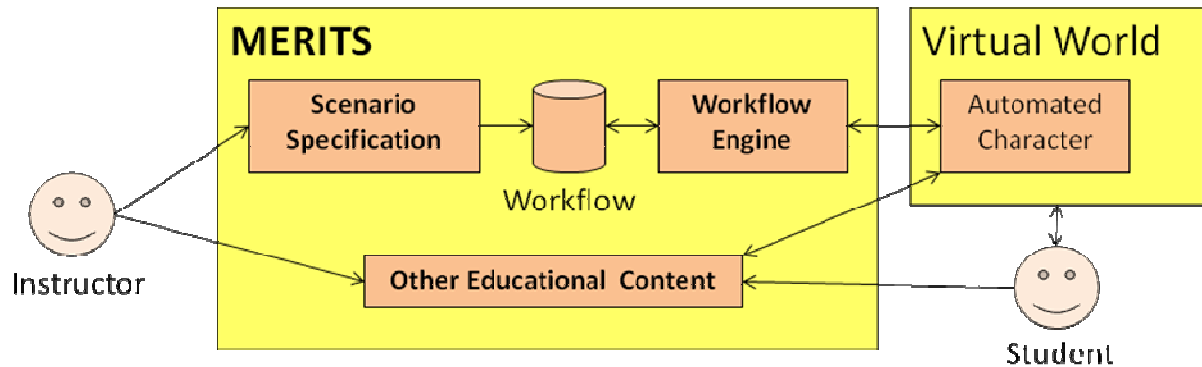 MERITS
Virtual World
Scenario
Specification
Workflow
Engine
Automated
Character
Workflow
Instructor
Other Educational Content
Student